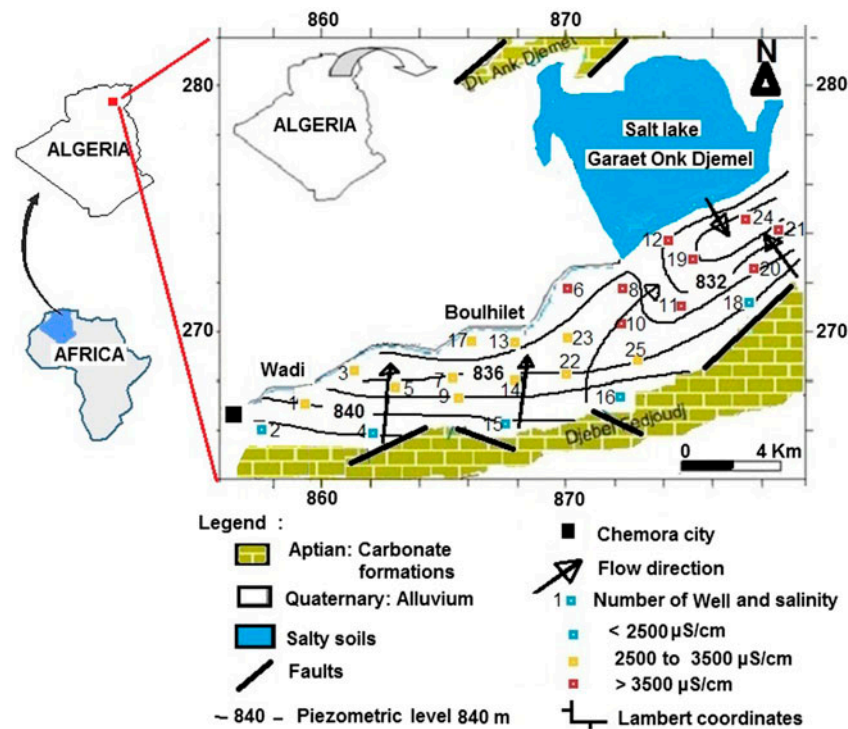 860
870
280
280
Dj. Ank Djemel
N
ALGERIA
ALGERIA
Salt lake
Garaet Onk Djemel
24
21
12
19
20
832
6
8
18
11
Boulhilet
10
270
270
17
13
23
Wadi
25
3
7
836
22
5
14
9
16
1
840
AFRICA
15
2
4
Djebel Fedjoudj
0
4 Km
860
870
Legend :
Aptian: Carbonate
formations
Quaternary: Alluvium
Salty soils
Faults
– 840 – Piezometric level 840 m
Chemora city
Flow direction
1 Number of Well and salinity
< 2500 µS/cm
2500 to 3500 µS/cm
> 3500 µS/cm
Lambert coordinates